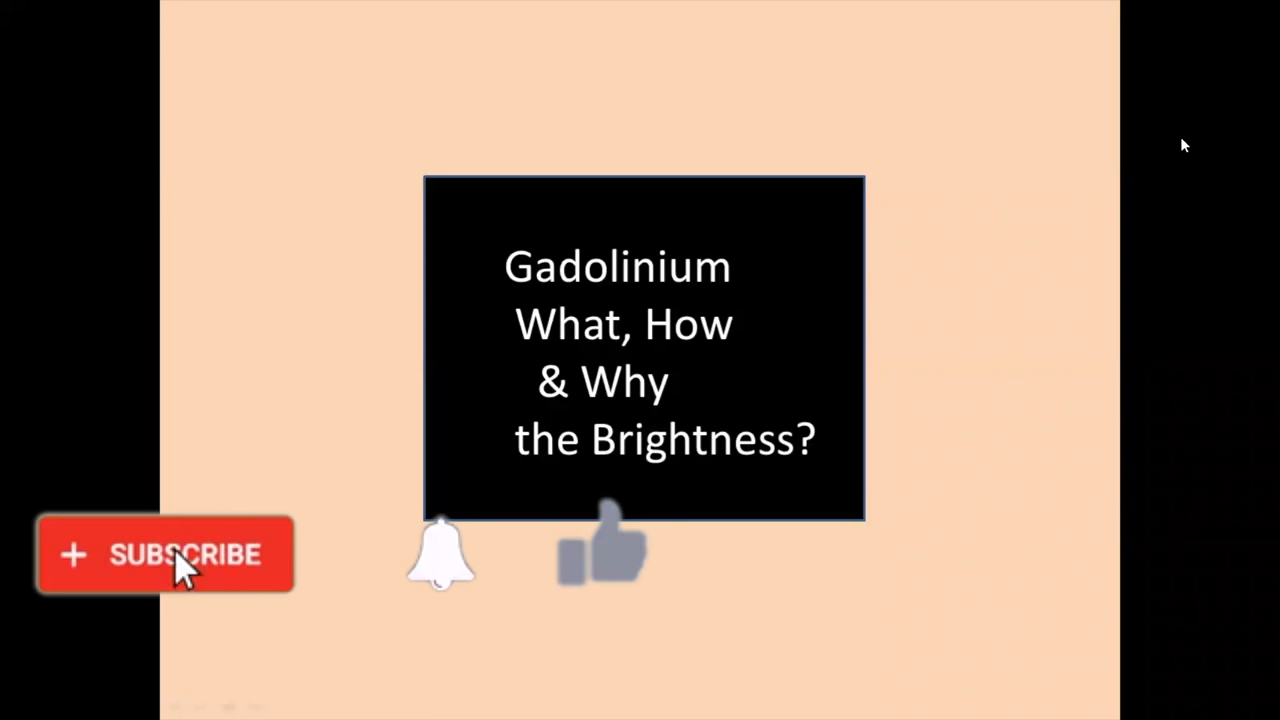 Gadolinium
What, How
& Why
the Brightness?
+ SUBSCRIBE